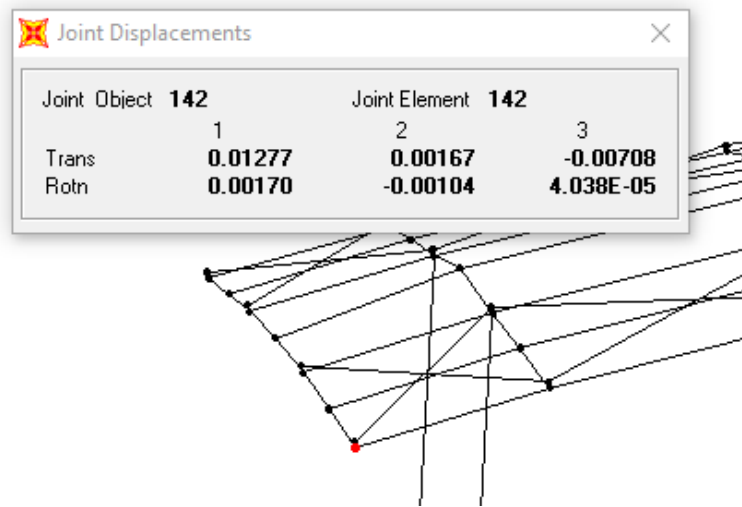 Joint Displacements
Joint Object 142 Joint Element 142
1 2 3
Trans 0.01277 0.00167 -0.00708
Rotn 0.00170 -0.00104 4.038E-05